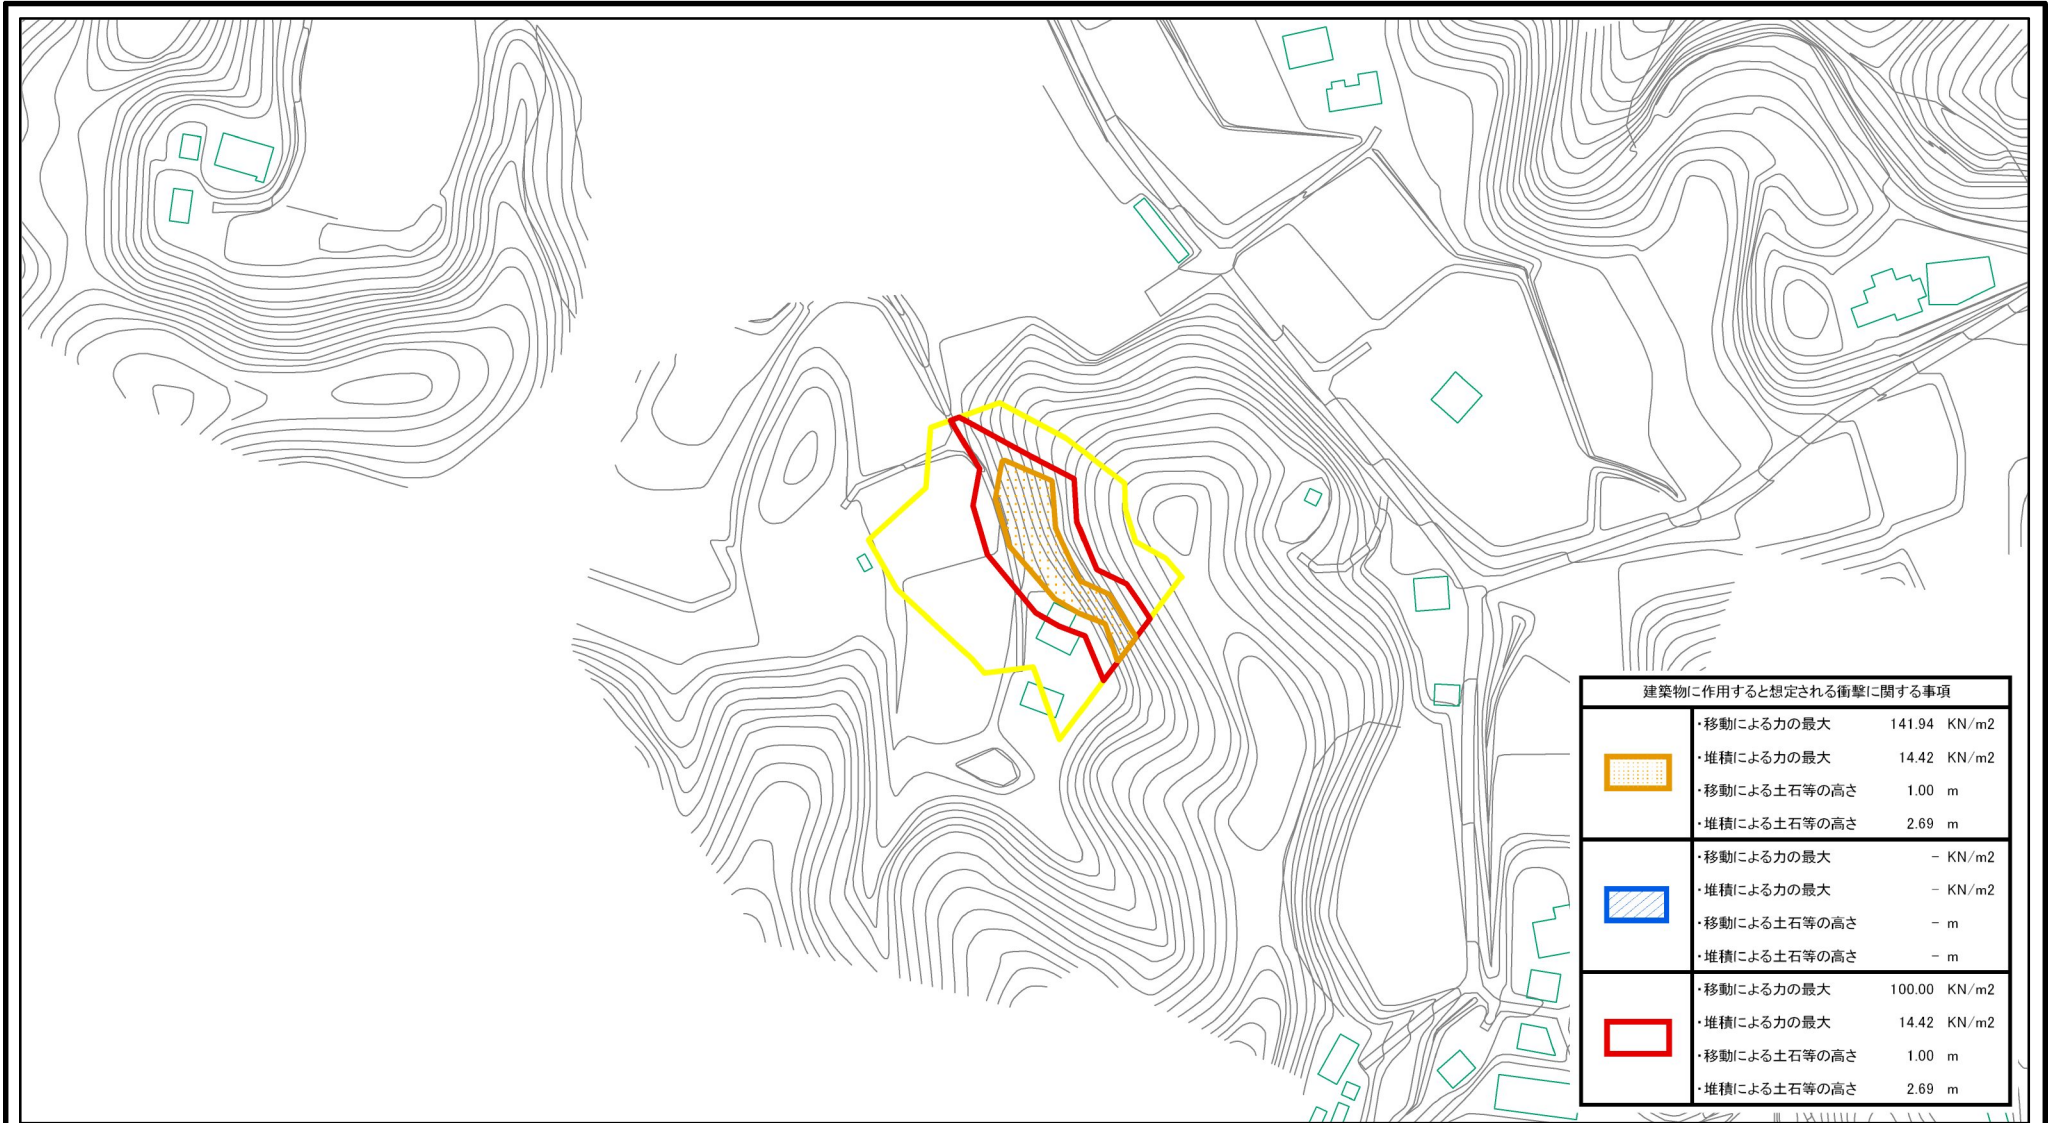 建築物に作用すると想定される衝撃に関する事項
・移動による力の最大 141.94 KN/m2
・堆積による力の最大 14.42 KN/m2
・移動による土石等の高さ 1.00 m
・堆積による土石等の高さ 2.69 m
・移動による力の最大 - KN/m2
・堆積による力の最大 - KN/m2
・移動による土石等の高さ - m
・堆積による土石等の高さ - m
・移動による力の最大 100.00 KN/m2
・堆積による力の最大 14.42 KN/m2
・移動による土石等の高さ 1.00 m
・堆積による土石等の高さ 2.69 m